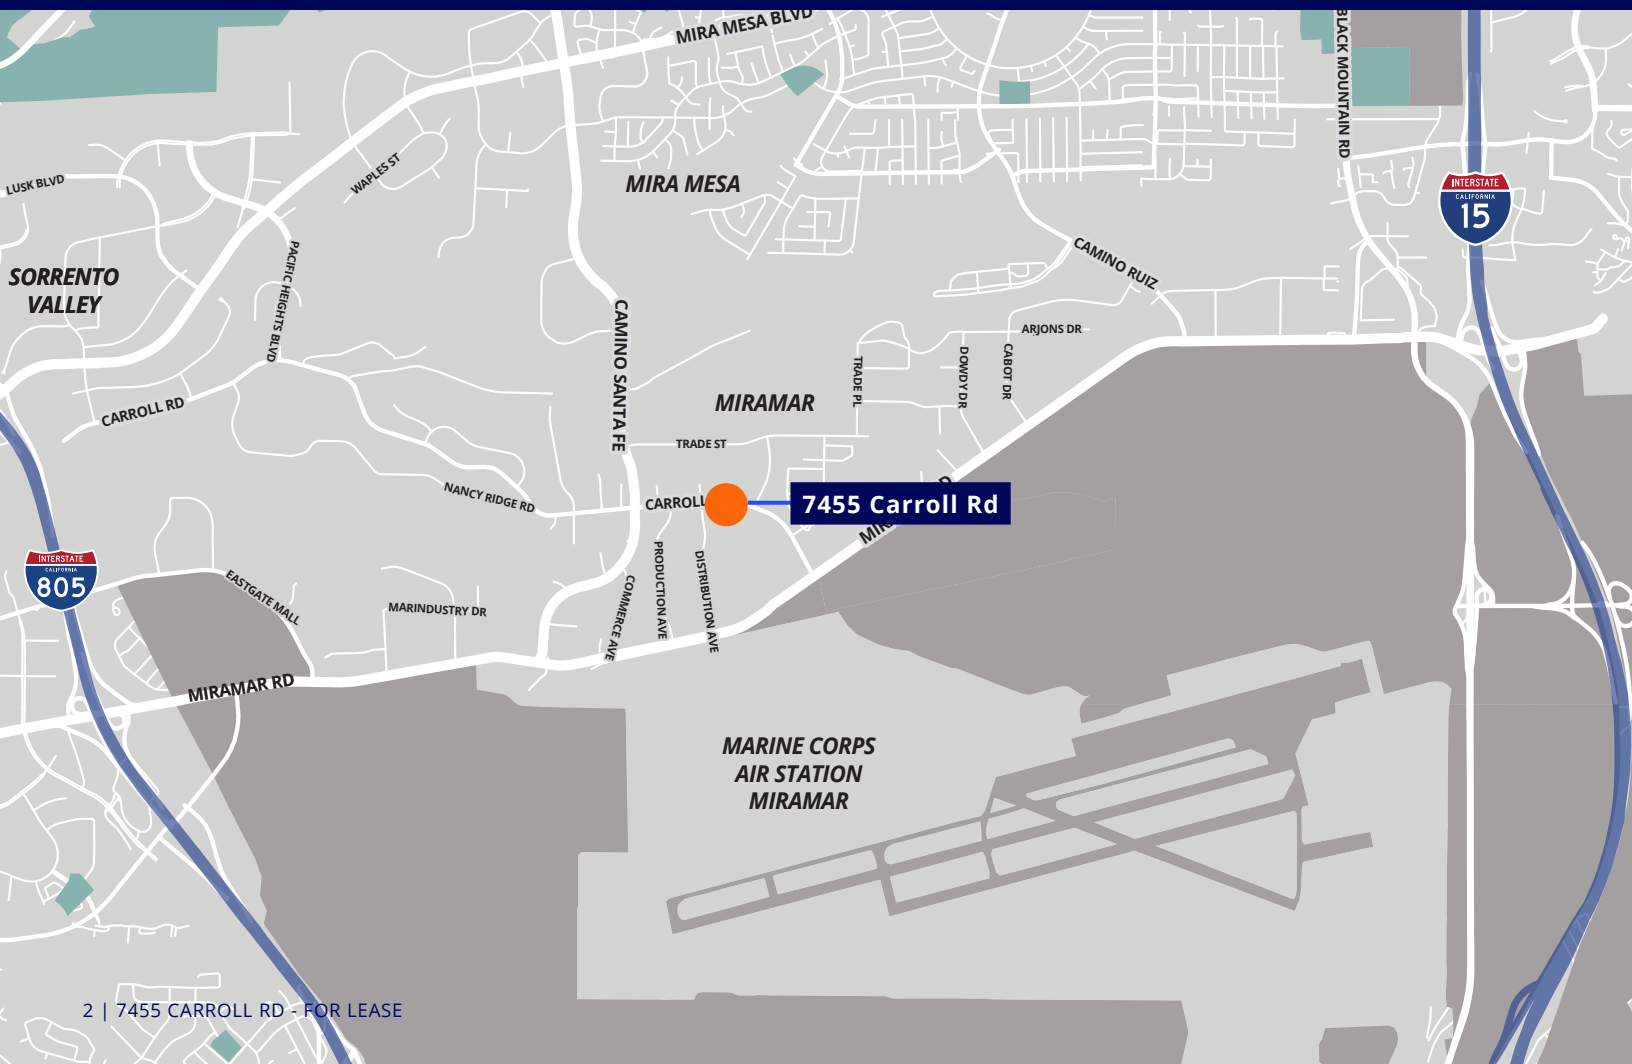 MIRA MESA BLVD
BLACK MOUNTAIN RD
LUSK BLVD
WAPLES ST
MIRA MESA
INTERSTATE
CALIFORNIA
15
SORRENTO
VALLEY
PACIFIC HEIGHTS BLVD
CAMINO RUIZ
CAMINO SANTA FE
ARJONS DR
TRADE PL
DOWDY DR
CABOT DR
CARROLL RD
MIRAMAR
TRADE ST
NANCY RIDGE RD
CARROLL
7455 Carroll Rd
INTERSTATE
CALIFORNIA
805
EASTGATE MALL
MARINDUSTRY DR
COMMERCE AVE
PRODUCTION AVE
DISTRIBUTION AVE
MIRAMAR RD
MARINE CORPS
AIR STATION
MIRAMAR
2 | 7455 CARROLL RD - FOR LEASE